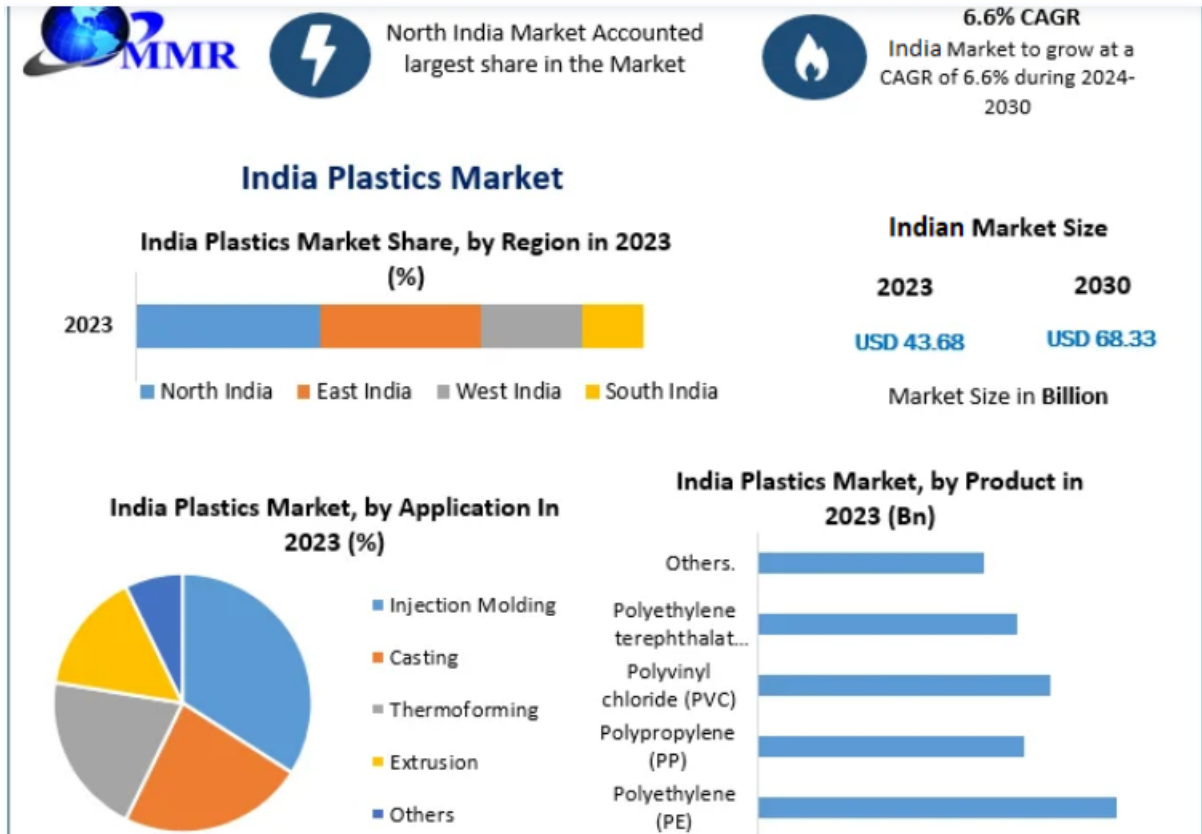 MMR
North India Market Accounted
largest share in the Market
6.6% CAGR
India Market to grow at a
CAGR of 6.6% during 2024-
2030
India Plastics Market
India Plastics Market Share, by Region in 2023
(%)
2023
North India
East India
West India
South India
Indian Market Size
2023
2030
USD 43.68
USD 68.33
Market Size in Billion
India Plastics Market, by Application In
2023 (%)
Injection Molding
Casting
Thermoforming
Extrusion
Others
India Plastics Market, by Product in
2023 (Bn)
Others.
Polyethylene
terephthalat...
Polyvinyl
chloride (PVC)
Polypropylene
(PP)
Polyethylene
(PE)